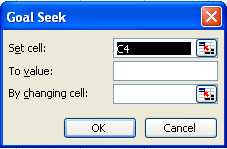 Goal Seek
Set cell: C4
To value:
By changing cell:
OK Cancel